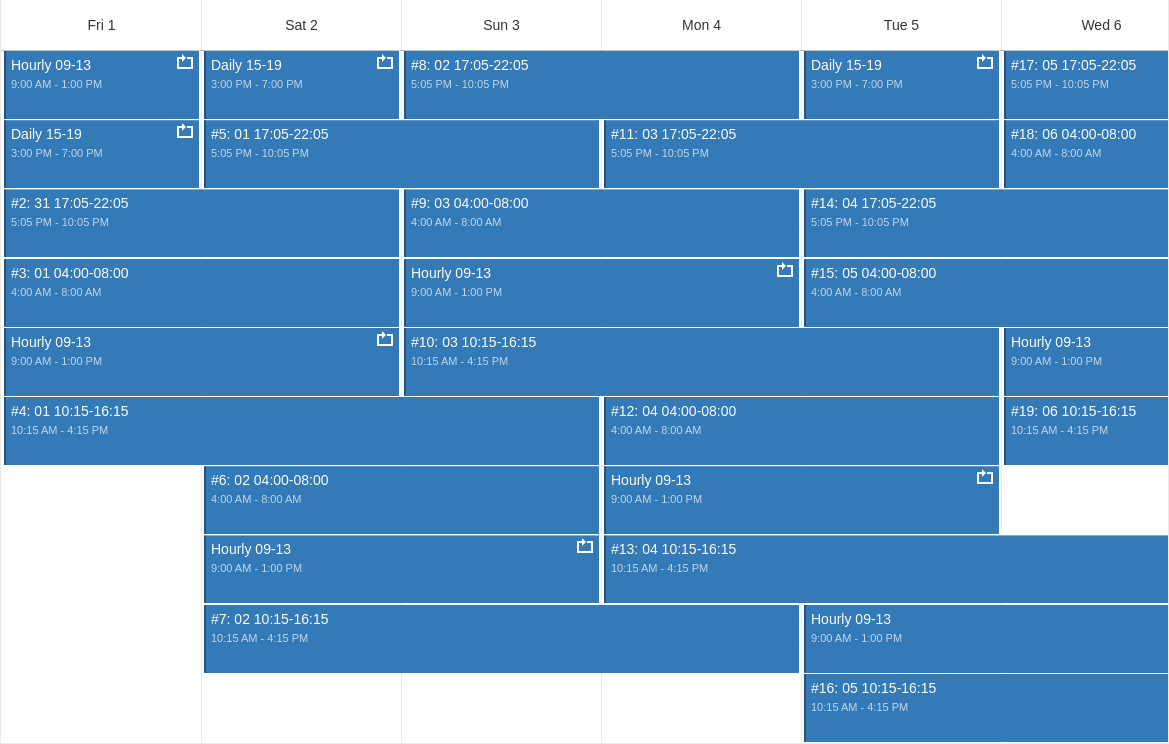 Fri 1
Sat 2
Sun 3
Mon 4
Tue 5
Wed 6
Hourly 09-13
9:00 AM - 1:00 PM
Daily 15-19
3:00 PM - 7:00 PM
#8: 02 17:05-22:05
5:05 PM - 10:05 PM
Daily 15-19
3:00 PM - 7:00 PM
#17: 05 17:05-22:05
5:05 PM - 10:05 PM
Daily 15-19
3:00 PM - 7:00 PM
#5: 01 17:05-22:05
5:05 PM - 10:05 PM
#11: 03 17:05-22:05
5:05 PM - 10:05 PM
#18: 06 04:00-08:00
4:00 AM - 8:00 AM
#2: 31 17:05-22:05
5:05 PM - 10:05 PM
#9: 03 04:00-08:00
4:00 AM - 8:00 AM
#14: 04 17:05-22:05
5:05 PM - 10:05 PM
#3: 01 04:00-08:00
4:00 AM - 8:00 AM
Hourly 09-13
9:00 AM - 1:00 PM
#15: 05 04:00-08:00
4:00 AM - 8:00 AM
Hourly 09-13
9:00 AM - 1:00 PM
#10: 03 10:15-16:15
10:15 AM - 4:15 PM
Hourly 09-13
9:00 AM - 1:00 PM
#4: 01 10:15-16:15
10:15 AM - 4:15 PM
#12: 04 04:00-08:00
4:00 AM - 8:00 AM
#19: 06 10:15-16:15
10:15 AM - 4:15 PM
#6: 02 04:00-08:00
4:00 AM - 8:00 AM
Hourly 09-13
9:00 AM - 1:00 PM
Hourly 09-13
9:00 AM - 1:00 PM
#13: 04 10:15-16:15
10:15 AM - 4:15 PM
#7: 02 10:15-16:15
10:15 AM - 4:15 PM
Hourly 09-13
9:00 AM - 1:00 PM
#16: 05 10:15-16:15
10:15 AM - 4:15 PM